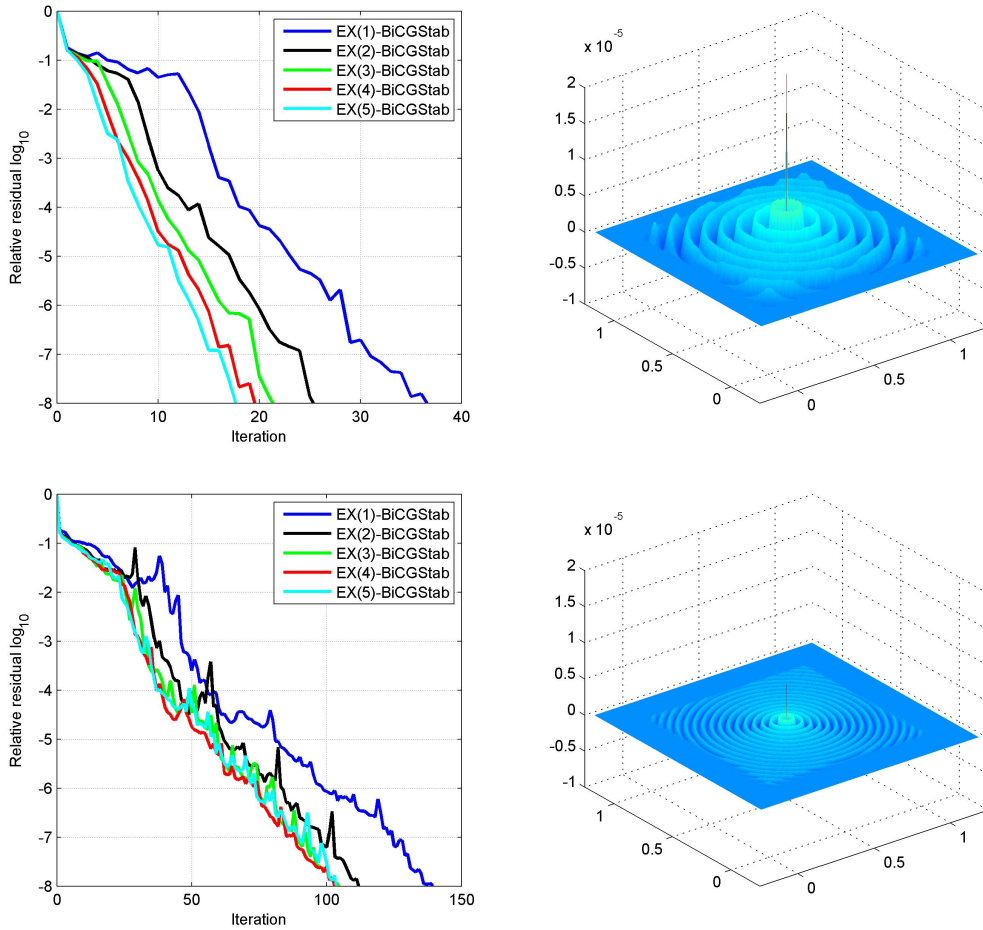 0
-1
-2
-3
-4
-5
-6
-7
-8
Relative residual log10
0 10 20 30 40
Iteration
EX(1)-BiCGStab
EX(2)-BiCGStab
EX(3)-BiCGStab
EX(4)-BiCGStab
EX(5)-BiCGStab
x 10-5
2
1.5
1
0.5
0
-0.5
-1
1
0.5
0
0
0.5
1
0
-1
-2
-3
-4
-5
-6
-7
-8
Relative residual log10
0 50 100 150
Iteration
EX(1)-BiCGStab
EX(2)-BiCGStab
EX(3)-BiCGStab
EX(4)-BiCGStab
EX(5)-BiCGStab
x 10-5
2
1.5
1
0.5
0
-0.5
-1
1
0.5
0
0
0.5
1